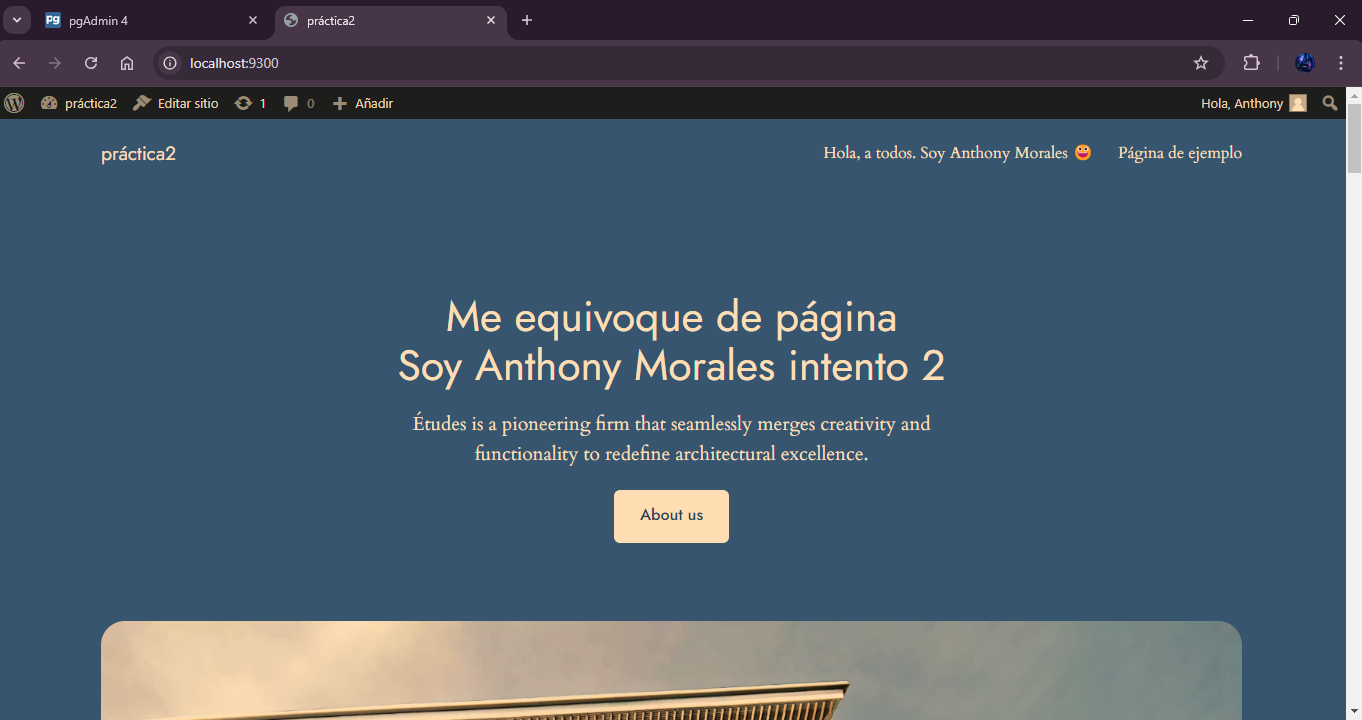 pgAdmin 4
práctica2
localhost:9300
práctica2 Editar sitio 1 0 Añadir Hola, Anthony
práctica2 Hola, a todos. Soy Anthony Morales Página de ejemplo
Me equivoque de página
Soy Anthony Morales intento 2
Études is a pioneering firm that seamlessly merges creativity and
functionality to redefine architectural excellence.
About us